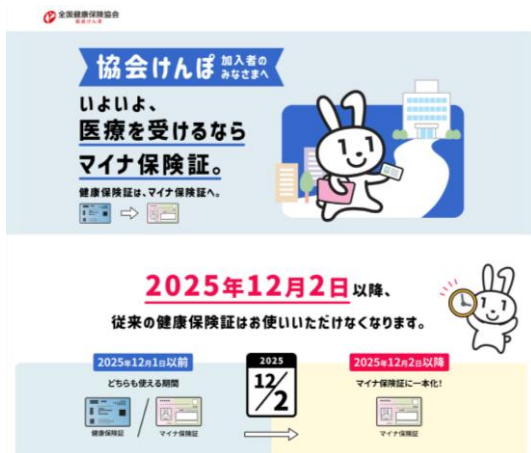 全国健康保険協会
協会けんぽ
協会けんぽ 加入者の
みなさまへ
いよいよ、
医療を受けるなら
マイナ保険証。
健康保険証は、マイナ保険証へ。
2025年12月2日以降、
従来の健康保険証はお使いいただけなくなります。
2025年12月1日以前
どちらも使える期間
健康保険証
/
マイナ保険証
2025
12/2
2025年12月2日以降
マイナ保険証に一本化!
マイナ保険証